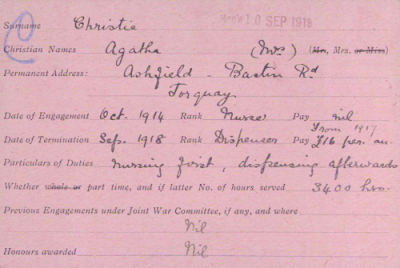 Rec'd 10 SEP 1918
Surname Christie
Christian Names Agatha (Mrs) (Mr., Mrs. or Miss)
Permanent Address: Ashfield - Barton Rd
Torquay.
Date of Engagement Oct. 1914 Rank Nurse Pay nil
from 1917
Date of Termination Sep. 1918 Rank Dispenser Pay £16 per. an.
Particulars of Duties nursing first, dispensing afterwards
Whether whole or part time, and if latter No. of hours served 3400 hrs.
Previous Engagements under Joint War Committee, if any, and where
Nil
Honours awarded Nil